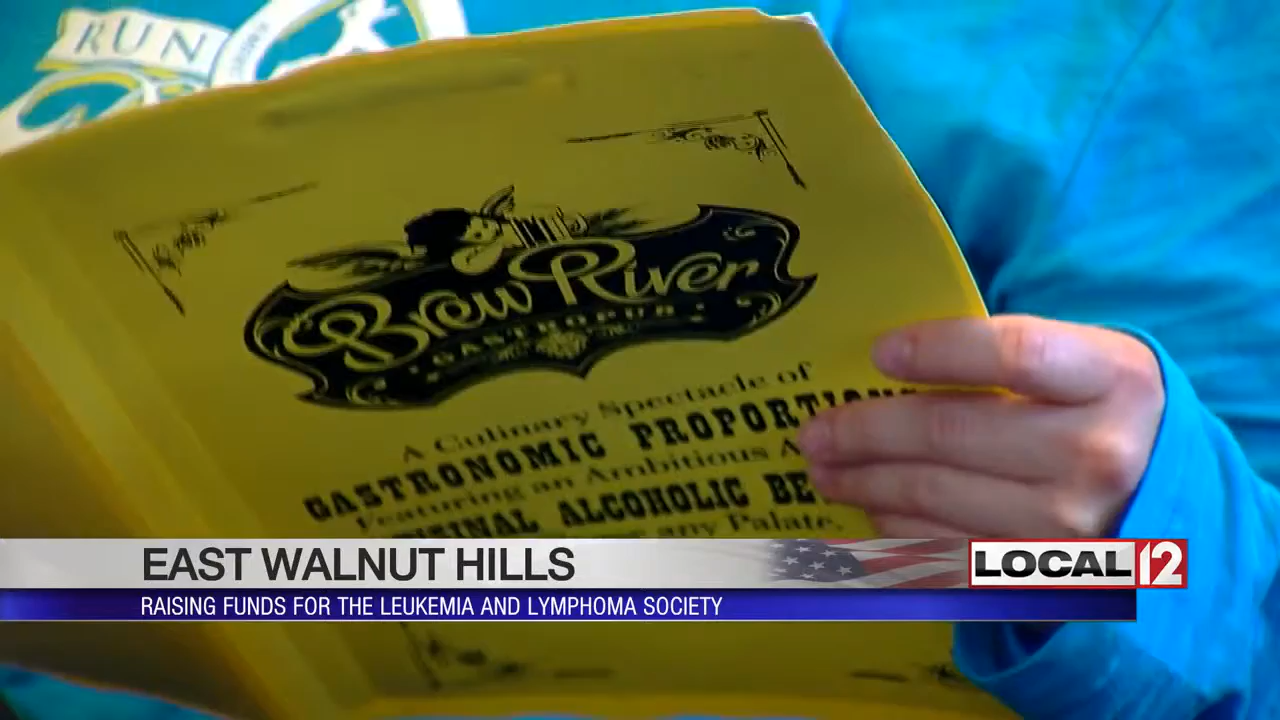 RUN
Brew River
GASTROPUB
A Culinary Spectacle of
GASTRONOMIC PROPORTIONS
Featuring an Ambitious
ALCOHOLIC
any Palate.
EAST WALNUT HILLS
LOCAL 12
RAISING FUNDS FOR THE LEUKEMIA AND LYMPHOMA SOCIETY